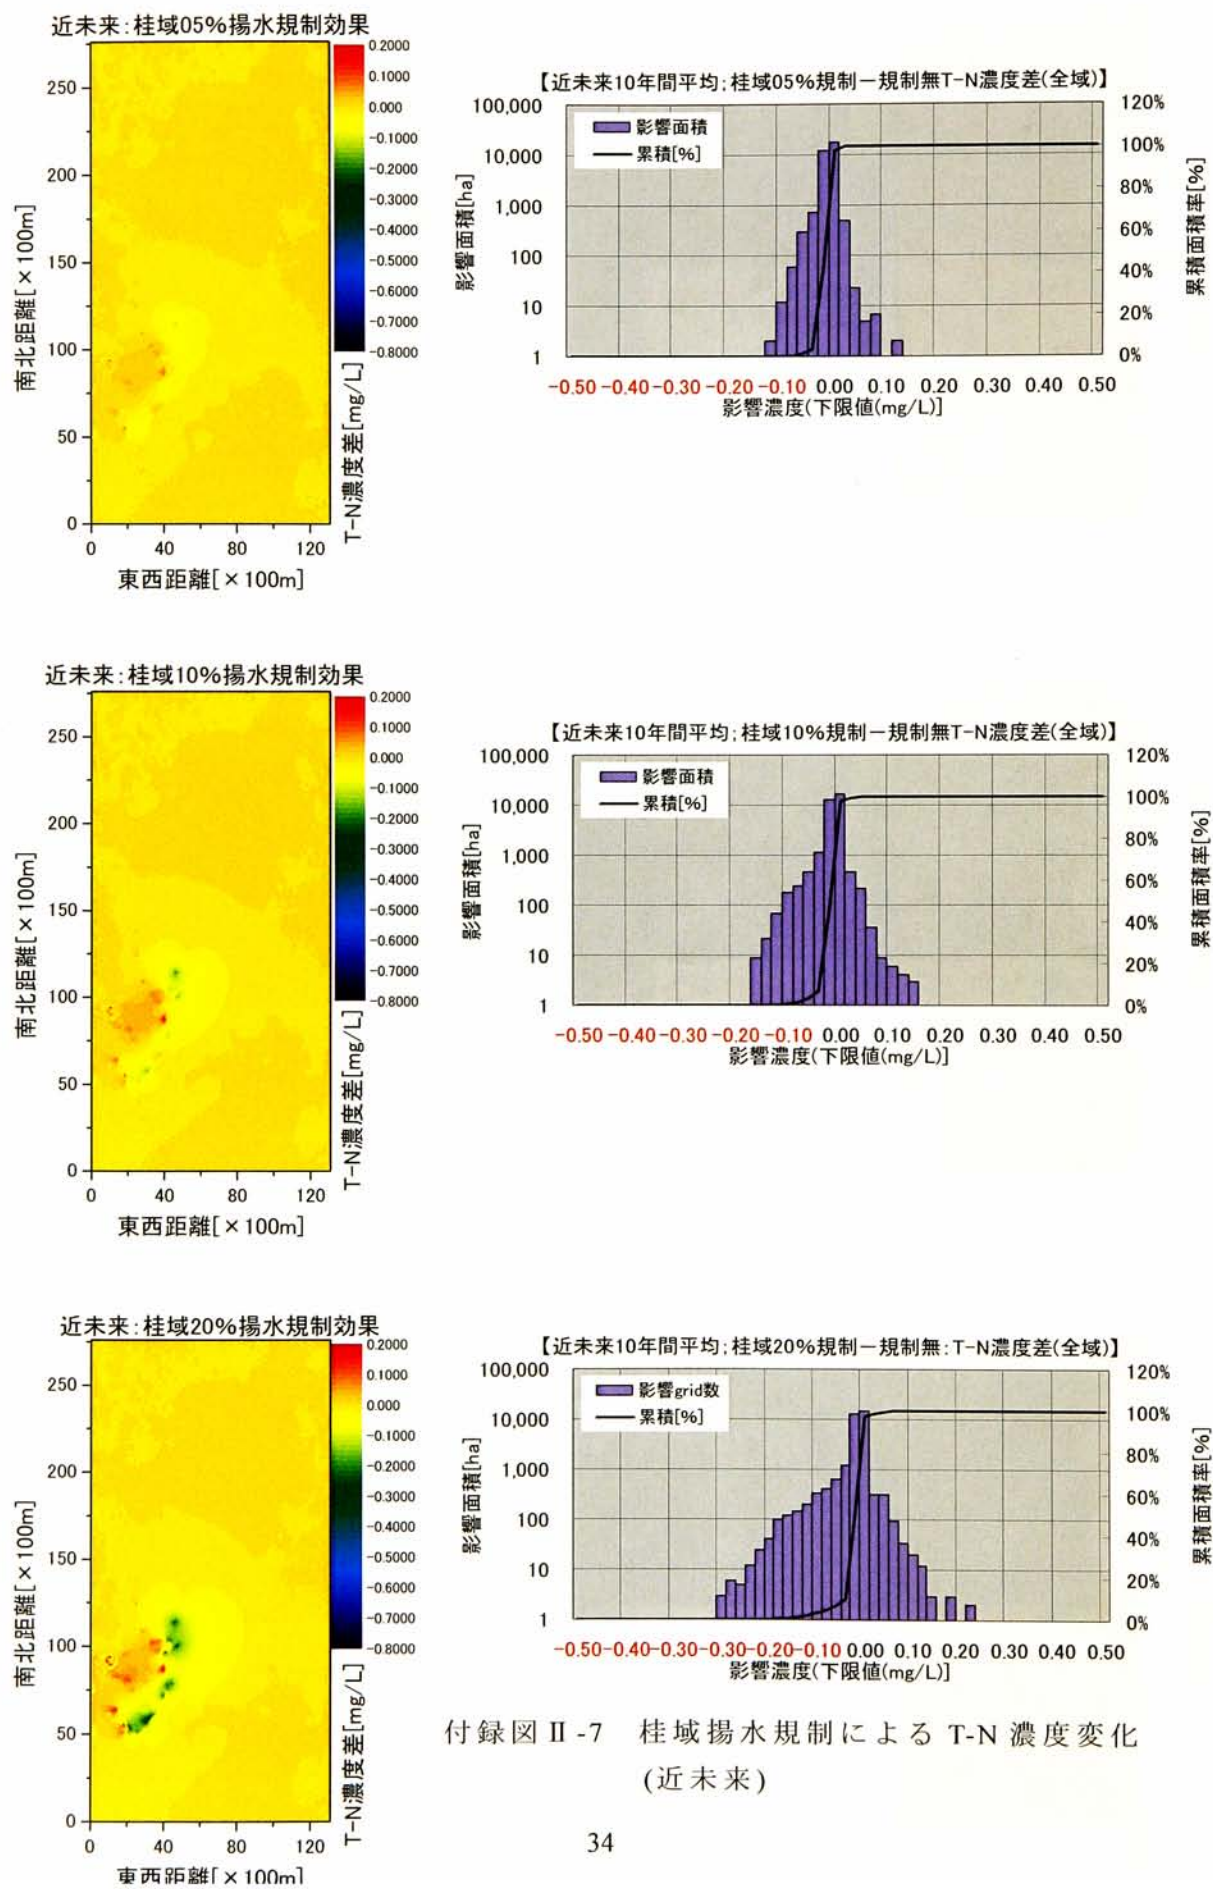 近未来:桂域05%揚水規制効果
0.2000
0.1000
0.000
-0.1000
-0.2000
-0.3000
-0.4000
-0.5000
-0.6000
-0.7000
-0.8000
T-N濃度差[mg/L]
250
200
150
100
50
0
南北距離[×100m]
0 40 80 120
東西距離[×100m]
【近未来10年間平均;桂域05%規制ー規制無T-N濃度差(全域)】
影響面積
累積[%]
100,000
10,000
1,000
100
10
1
影響面積[ha]
120%
100%
80%
60%
40%
20%
0%
累積面積率[%]
-0.50 -0.40 -0.30 -0.20 -0.10 0.00 0.10 0.20 0.30 0.40 0.50
影響濃度(下限値(mg/L)]
近未来:桂域10%揚水規制効果
0.2000
0.1000
0.000
-0.1000
-0.2000
-0.3000
-0.4000
-0.5000
-0.6000
-0.7000
-0.8000
T-N濃度差[mg/L]
250
200
150
100
50
0
南北距離[×100m]
0 40 80 120
東西距離[×100m]
【近未来10年間平均;桂域10%規制ー規制無T-N濃度差(全域)】
影響面積
累積[%]
100,000
10,000
1,000
100
10
1
影響面積[ha]
120%
100%
80%
60%
40%
20%
0%
累積面積率[%]
-0.50 -0.40 -0.30 -0.20 -0.10 0.00 0.10 0.20 0.30 0.40 0.50
影響濃度(下限値(mg/L)]
近未来:桂域20%揚水規制効果
0.2000
0.1000
0.000
-0.1000
-0.2000
-0.3000
-0.4000
-0.5000
-0.6000
-0.7000
-0.8000
T-N濃度差[mg/L]
250
200
150
100
50
0
南北距離[×100m]
0 40 80 120
東西距離[×100m]
【近未来10年間平均;桂域20%規制ー規制無:T-N濃度差(全域)】
影響grid数
累積[%]
100,000
10,000
1,000
100
10
1
影響面積[ha]
120%
100%
80%
60%
40%
20%
0%
累積面積率[%]
-0.50-0.40-0.30-0.20-0.10 0.00 0.10 0.20 0.30 0.40 0.50
影響濃度(下限値(mg/L)]
付録図Ⅱ-7 桂域揚水規制による T-N 濃度変化
(近未来)
34